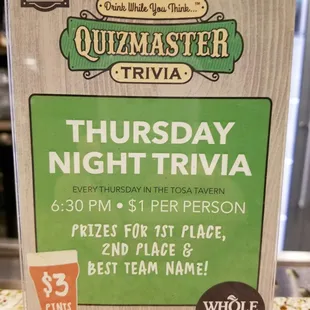 Drink While You Think..."
QUIZMASTER
TRIVIA
THURSDAY
NIGHT TRIVIA
EVERY THURSDAY IN THE TOSA TAVERN
6:30 PM • $1 PER PERSON
PRIZES FOR 1ST PLACE,
2ND PLACE &
BEST TEAM NAME!
$3
PINTS
WHOLE